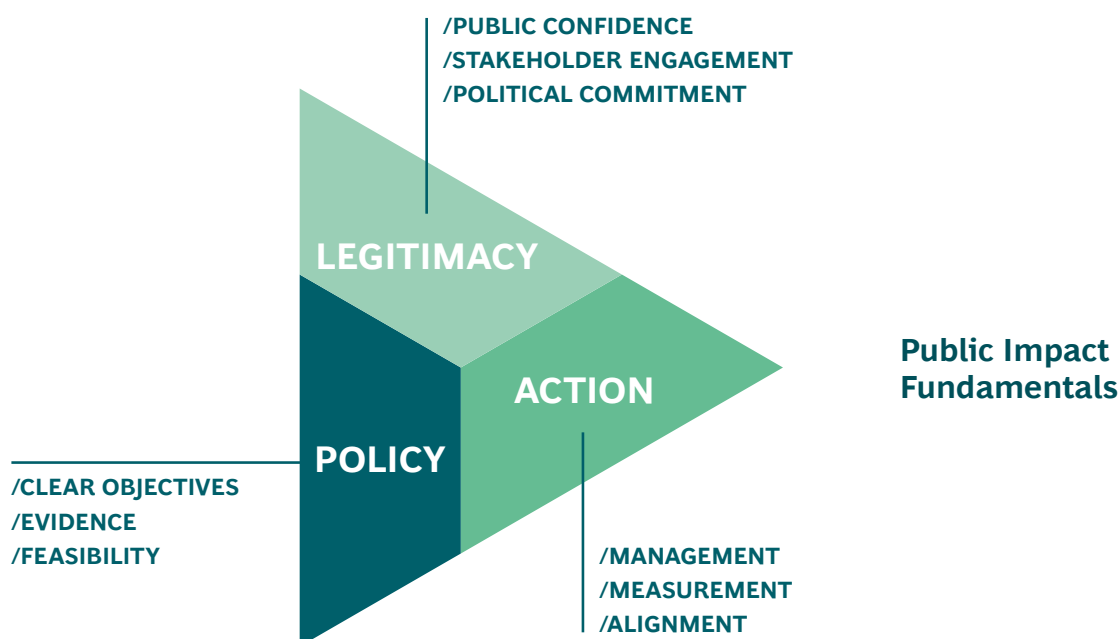 /PUBLIC CONFIDENCE
/STAKEHOLDER ENGAGEMENT
/POLITICAL COMMITMENT
LEGITIMACY
Public Impact
Fundamentals
ACTION
POLICY
/CLEAR OBJECTIVES
/EVIDENCE
/FEASIBILITY
/MANAGEMENT
/MEASUREMENT
/ALIGNMENT